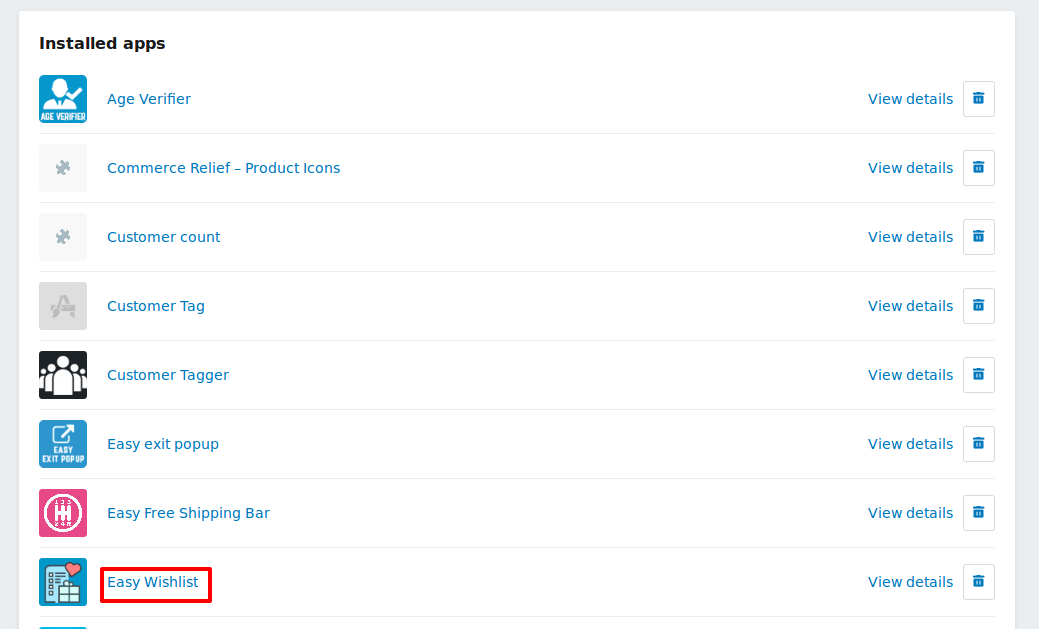 Installed apps
AGE VERIFIER
Age Verifier
View details
Commerce Relief – Product Icons
View details
Customer count
View details
Customer Tag
View details
Customer Tagger
View details
EASY
EXIT POPUP
Easy exit popup
View details
Easy Free Shipping Bar
View details
Easy Wishlist
View details